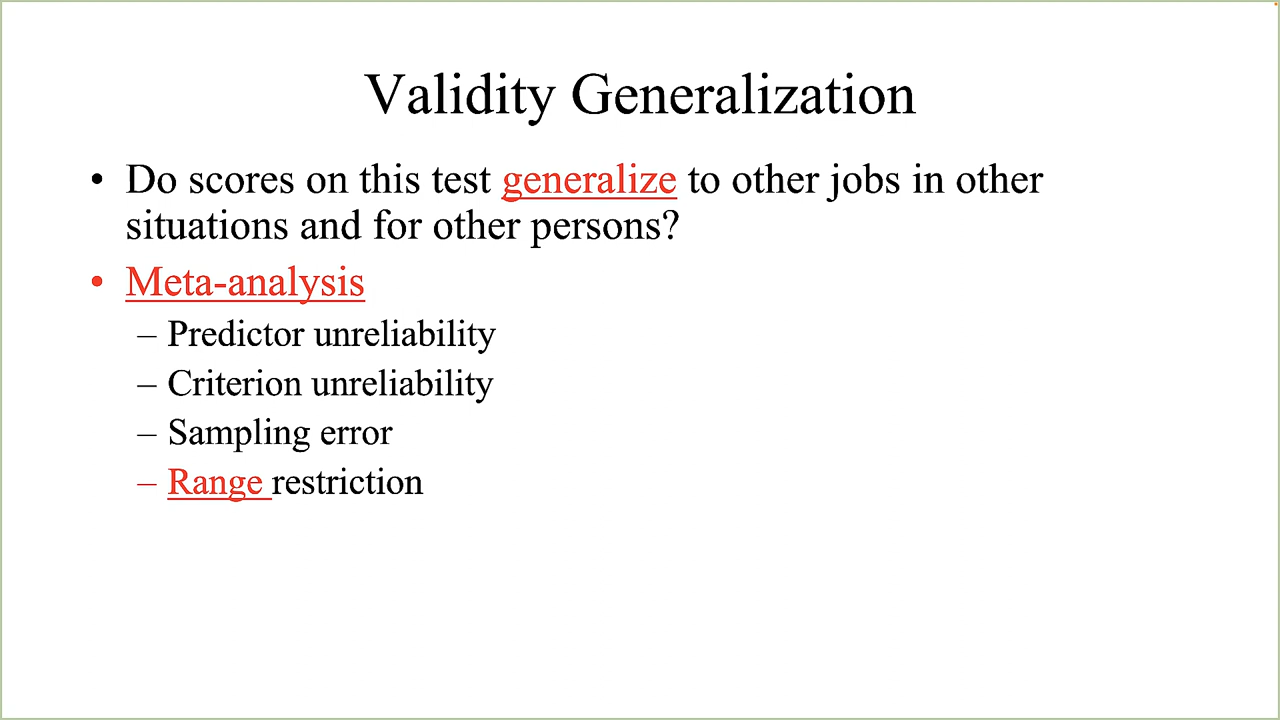 Validity Generalization
• Do scores on this test generalize to other jobs in other
situations and for other persons?
• Meta-analysis
– Predictor unreliability
– Criterion unreliability
– Sampling error
– Range restriction